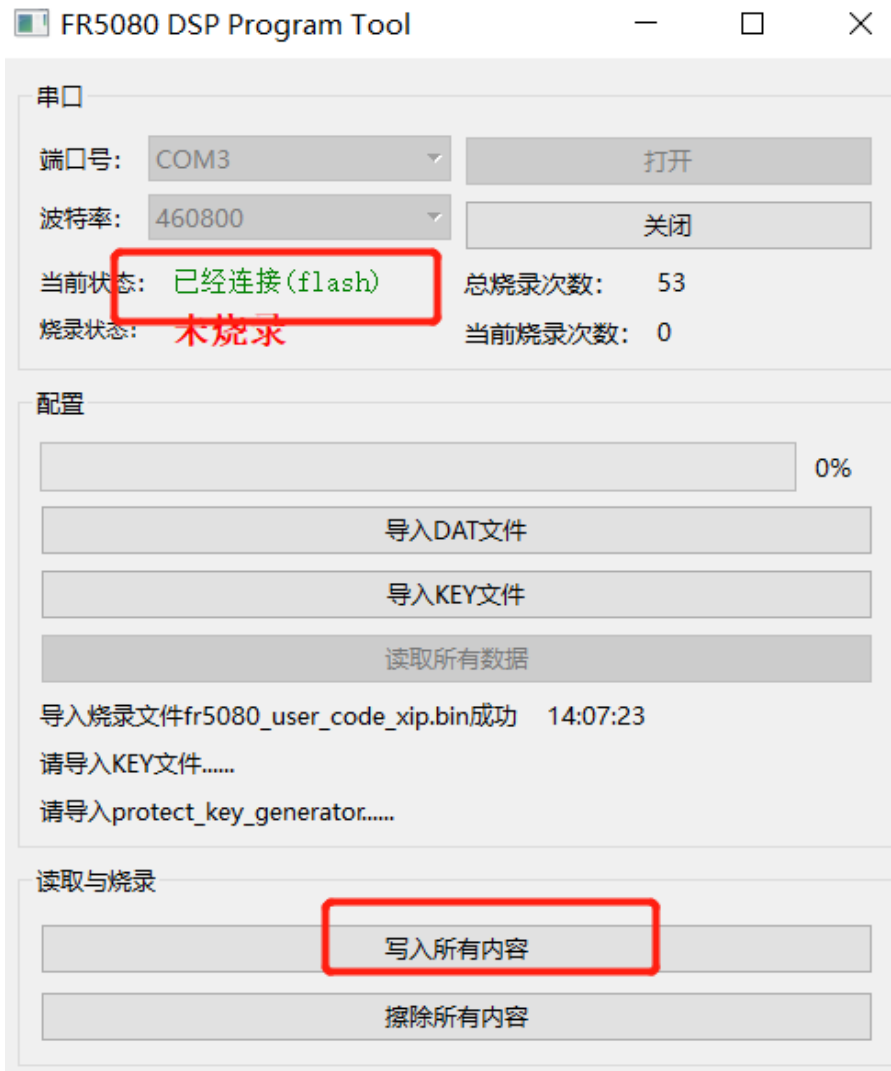 FR5080 DSP Program Tool
串口
端口号: COM3 打开
波特率: 460800 关闭
当前状态: 已经连接(flash) 总烧录次数: 53
烧录状态: 未烧录 当前烧录次数: 0
配置
0%
导入DAT文件
导入KEY文件
读取所有数据
导入烧录文件fr5080_user_code_xip.bin成功 14:07:23
请导入KEY文件......
请导入protect_key_generator......
读取与烧录
写入所有内容
擦除所有内容